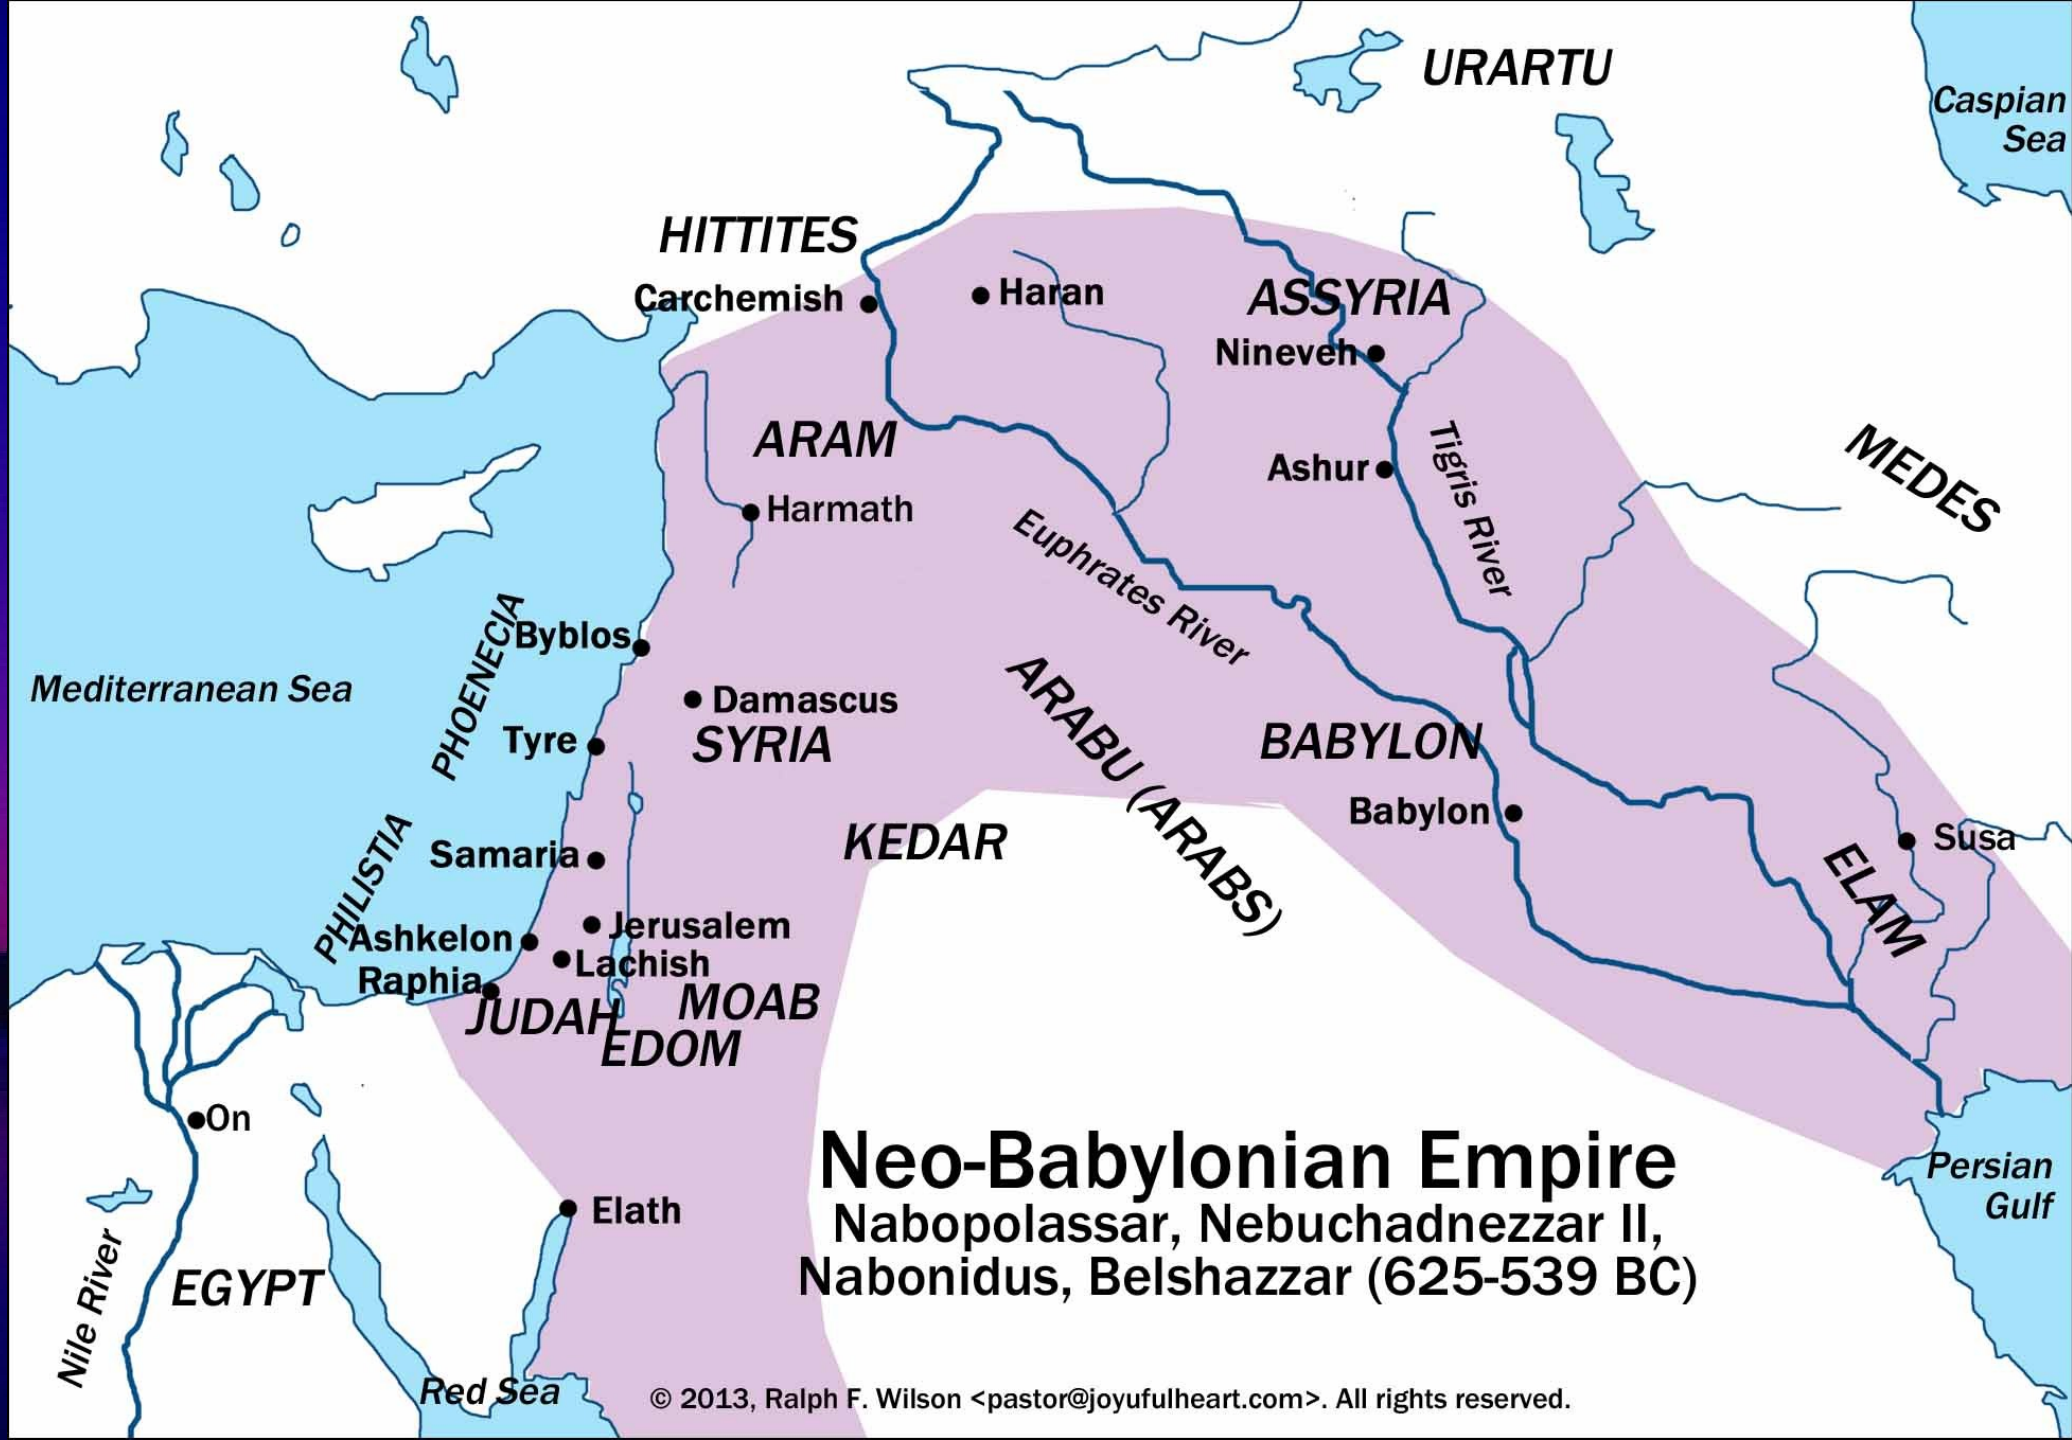 URARTU
Caspian
Sea
HITTITES
Carchemish
Haran
ASSYRIA
Nineveh
MEDES
ARAM
Ashur
Tigris River
Harmath
Euphrates River
PHOENECIA
Byblos
Mediterranean Sea
Damascus
SYRIA
Tyre
ARABU (ARABS)
BABYLON
Babylon
KEDAR
Susa
ELAM
PHILISTIA
Samaria
Jerusalem
Ashkelon
Lachish
Raphia
JUDAH
MOAB
EDOM
On
Neo-Babylonian Empire
Nabopolassar, Nebuchadnezzar II,
Nabonidus, Belshazzar (625-539 BC)
Persian
Gulf
Elath
Nile River
EGYPT
Red Sea
© 2013, Ralph F. Wilson <pastor@joyufulheart.com>. All rights reserved.